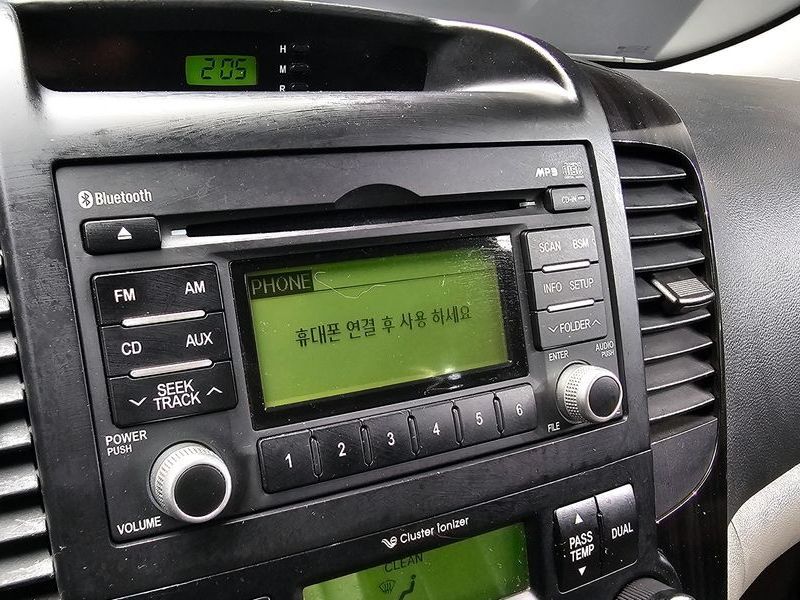 2:05
H
M
R
Bluetooth
MP3
CD-IN
FM AM
CD AUX
SEEK
TRACK
PHONE
휴대폰 연결 후 사용 하세요
SCAN BSM
INFO SETUP
FOLDER
ENTER
AUDIO
PUSH
FILE
POWER
PUSH
VOLUME
1 2 3 4 5 6
Cluster Ionizer
CLEAN
PASS
TEMP
DUAL